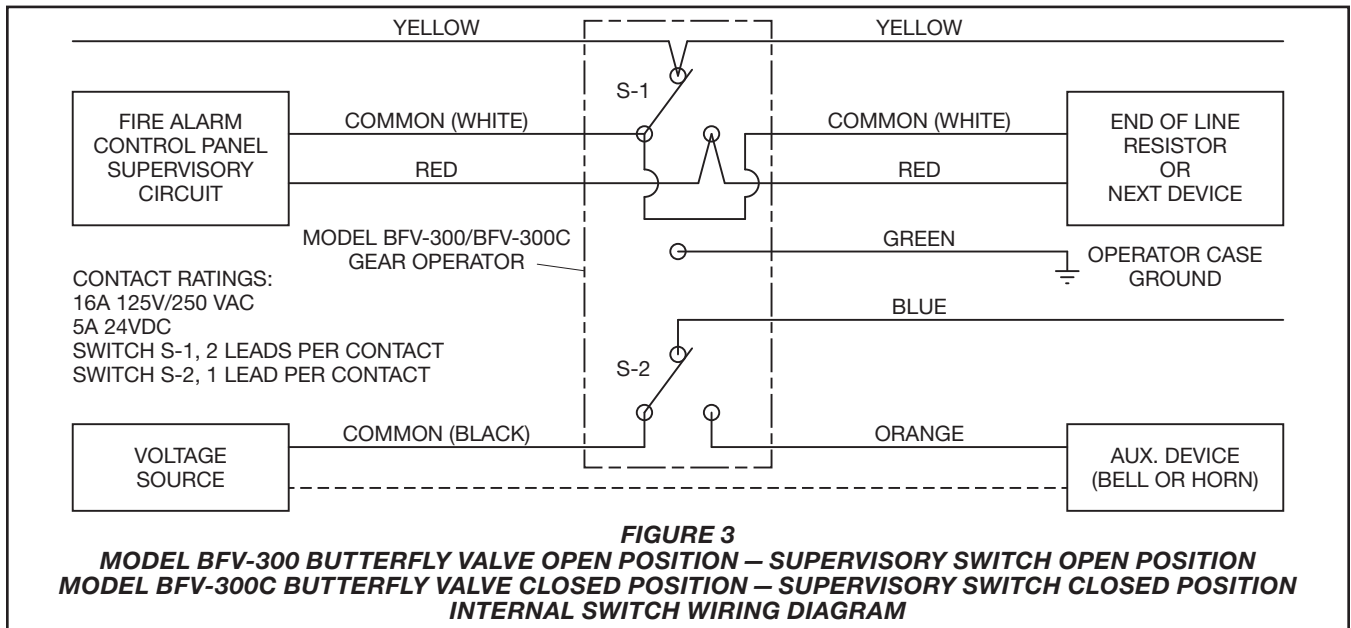 YELLOW
YELLOW
S-1
FIRE ALARM
CONTROL PANEL
SUPERVISORY
CIRCUIT
COMMON (WHITE)
RED
COMMON (WHITE)
RED
END OF LINE
RESISTOR
OR
NEXT DEVICE
MODEL BFV-300/BFV-300C
GEAR OPERATOR
GREEN
OPERATOR CASE
GROUND
CONTACT RATINGS:
16A 125V/250 VAC
5A 24VDC
SWITCH S-1, 2 LEADS PER CONTACT
SWITCH S-2, 1 LEAD PER CONTACT
BLUE
S-2
VOLTAGE
SOURCE
COMMON (BLACK)
ORANGE
AUX. DEVICE
(BELL OR HORN)
FIGURE 3
MODEL BFV-300 BUTTERFLY VALVE OPEN POSITION — SUPERVISORY SWITCH OPEN POSITION
MODEL BFV-300C BUTTERFLY VALVE CLOSED POSITION — SUPERVISORY SWITCH CLOSED POSITION
INTERNAL SWITCH WIRING DIAGRAM